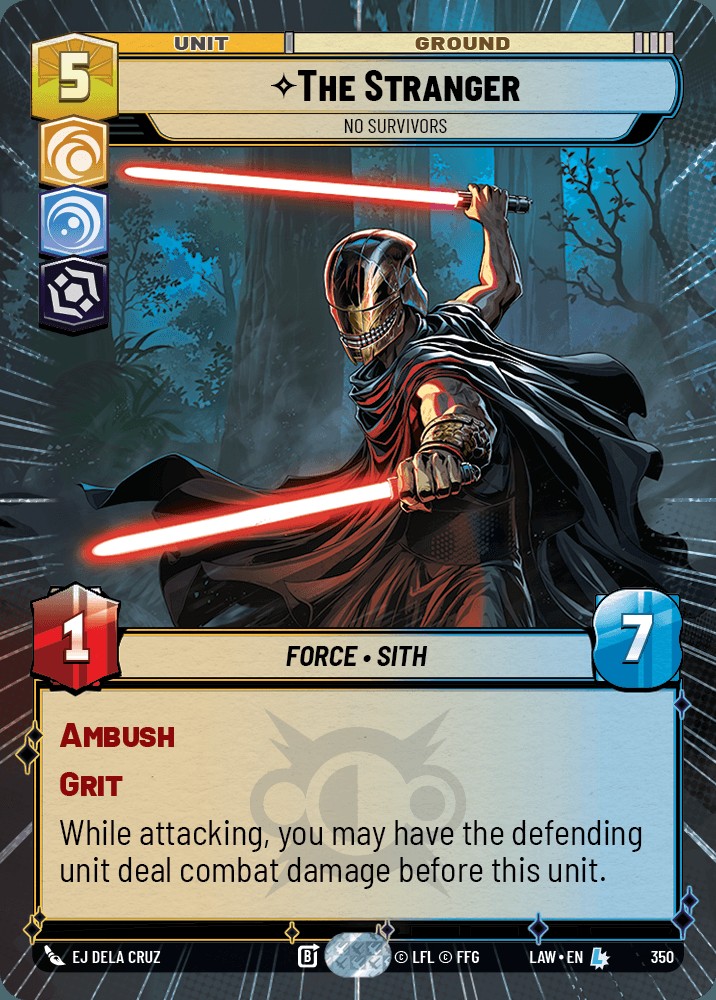 UNIT
GROUND
5
THE STRANGER
NO SURVIVORS
1
FORCE • SITH
7
AMBUSH
GRIT
While attacking, you may have the defending
unit deal combat damage before this unit.
EJ DELA CRUZ
B
© LFL © FFG
LAW • EN
L
350